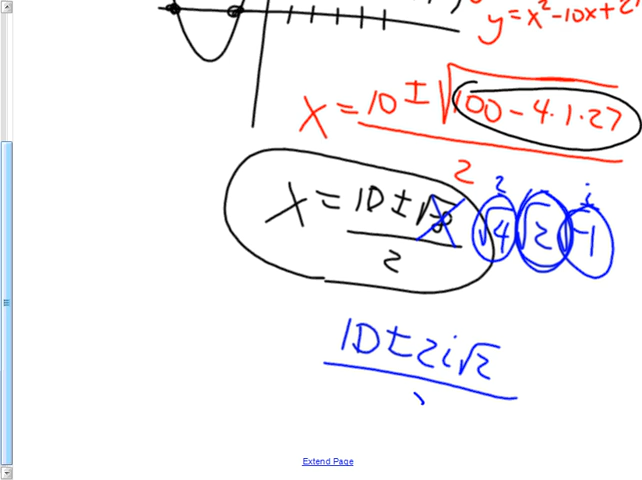 y=x²-10x+2
X = 10 ± √100 - 4.1.27
2
X = 10 ± √-8 2 i
2 √4 √2 √-1
10 ± 2i√2
Extend Page